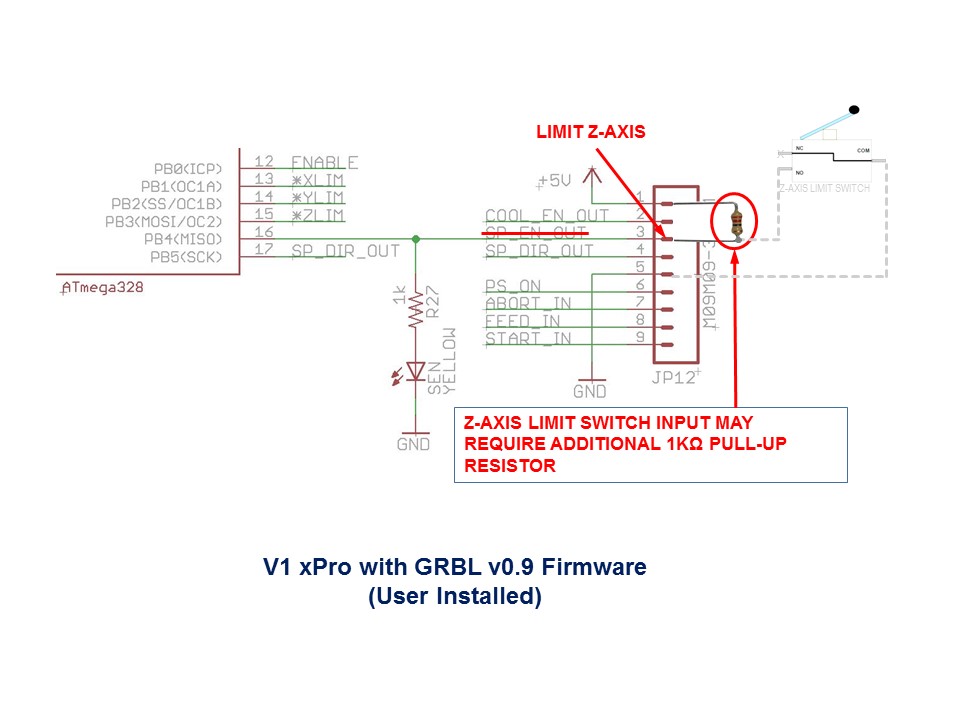 LIMIT Z-AXIS
NC
COM
NO
Z-AXIS LIMIT SWITCH
PB0(ICP) 12 ENABLE
PB1(OC1A) 13 *XLIM
PB2(SS/OC1B) 14 *YLIM
PB3(MOSI/OC2) 15 *ZLIM
PB4(MISO) 16
PB5(SCK) 17 SP_DIR_OUT
ATmega328
+5V 1
COOL_EN_OUT 2
SP_EN_OUT 3
SP_DIR_OUT 4
5
PS_ON 6
ABORT_IN 7
FEED_IN 8
START_IN 9
M09
JP12
GND
1k
R27
SEN
YELLOW
GND
Z-AXIS LIMIT SWITCH INPUT MAY
REQUIRE ADDITIONAL 1KΩ PULL-UP
RESISTOR
V1 xPro with GRBL v0.9 Firmware
(User Installed)